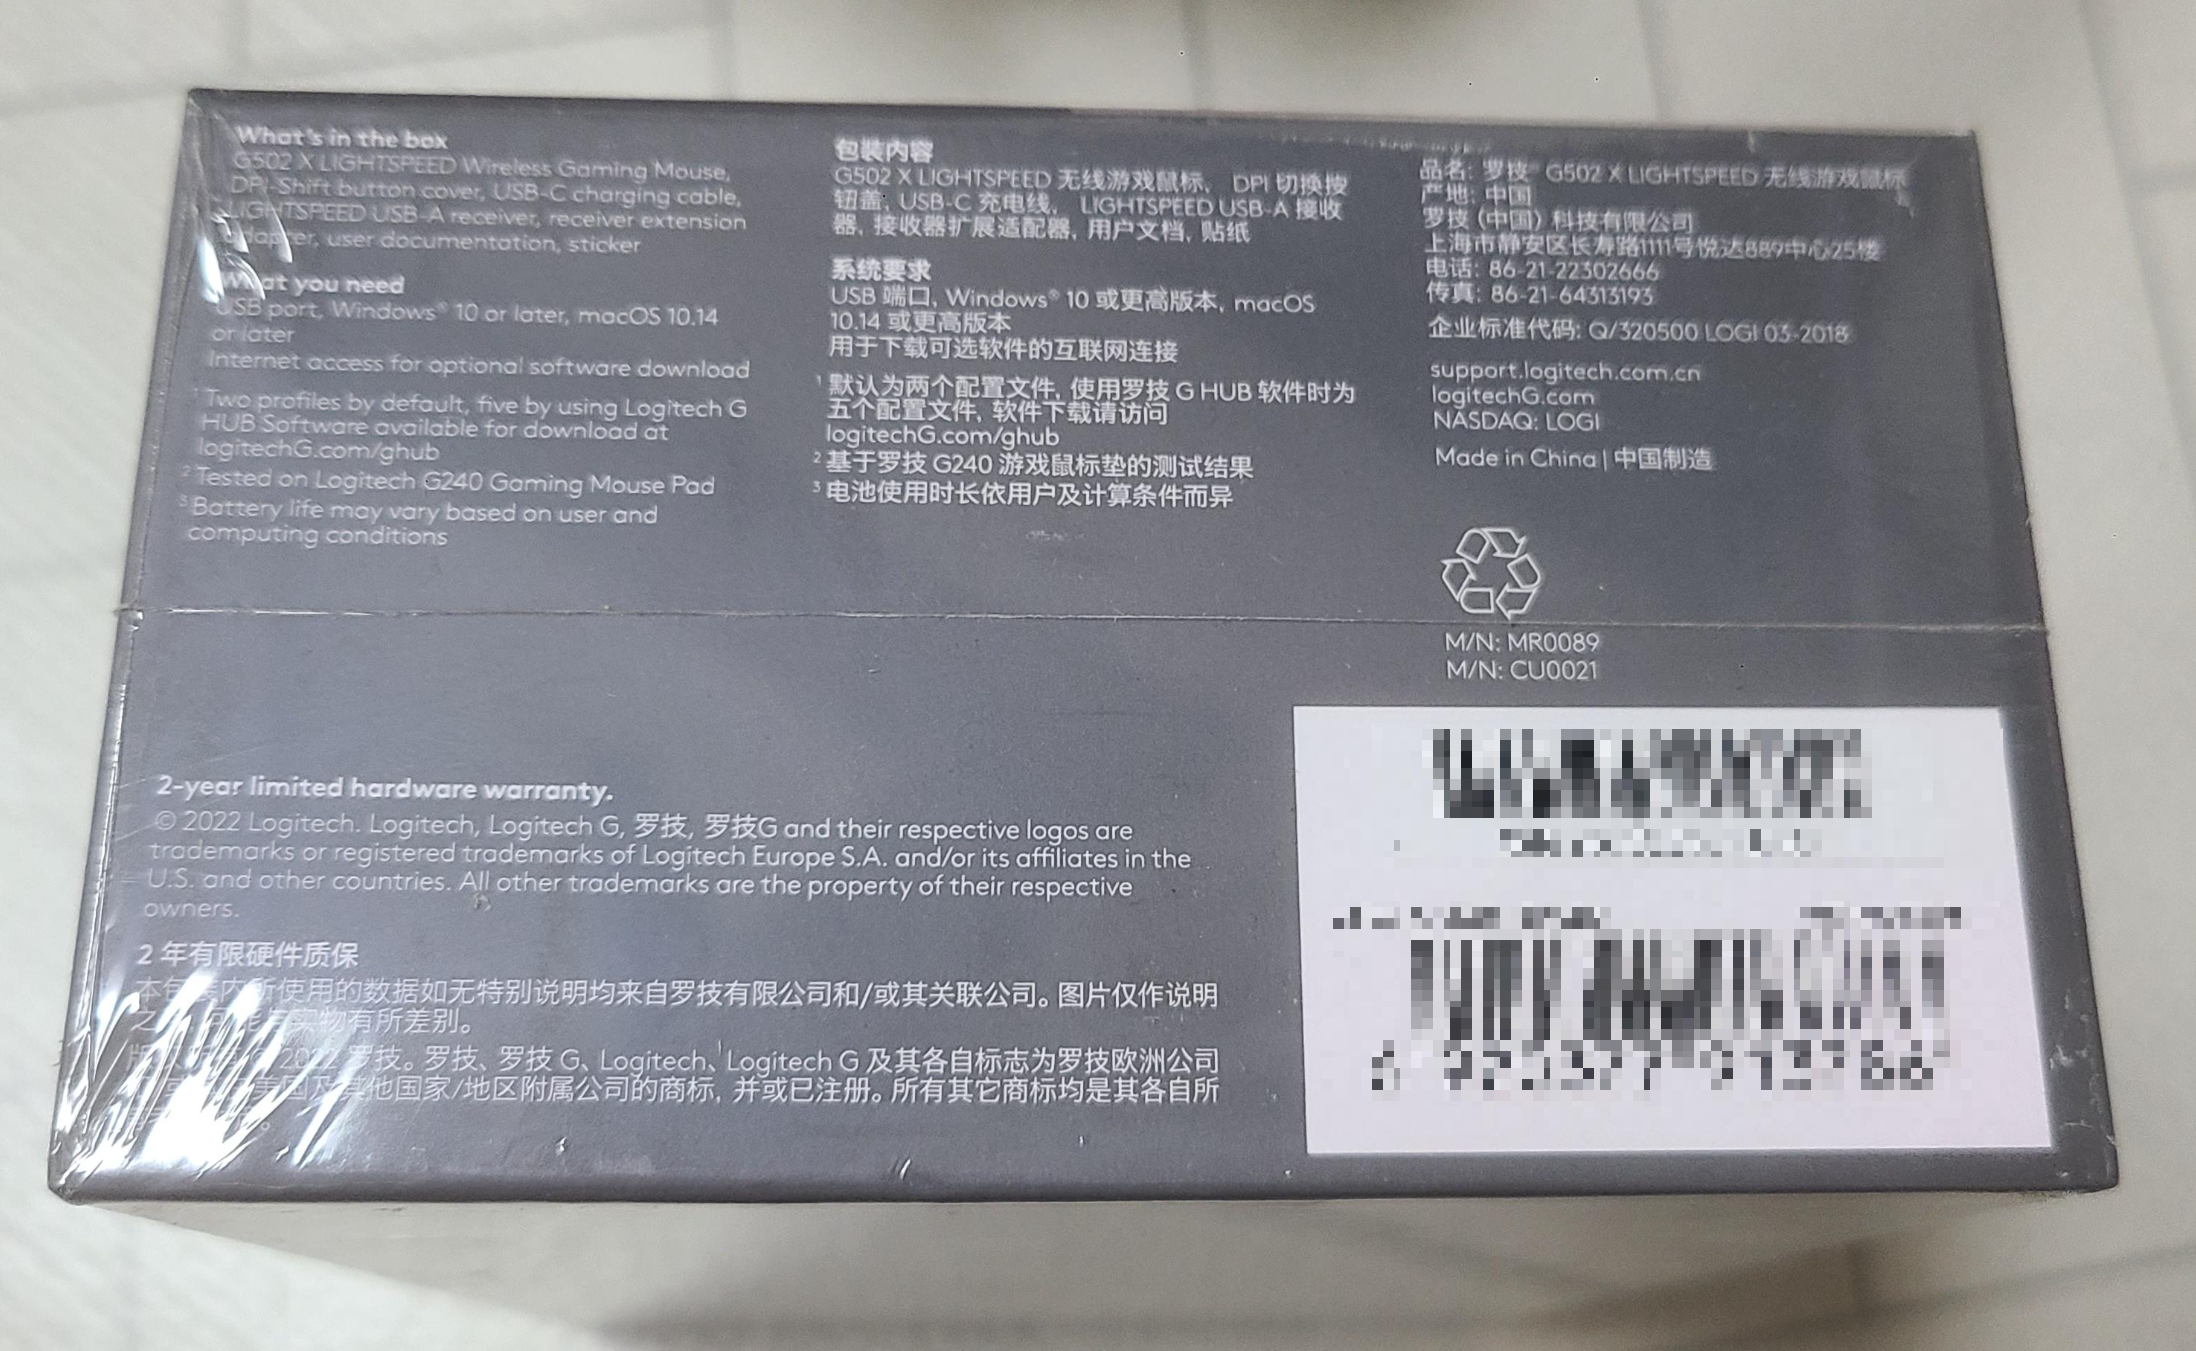 What's in the box
G502 X LIGHTSPEED Wireless Gaming Mouse,
DPI-Shift button cover, USB-C charging cable,
LIGHTSPEED USB-A receiver, receiver extension
adapter, user documentation, sticker
What you need
USB port, Windows® 10 or later, macOS 10.14
or later
Internet access for optional software download
¹ Two profiles by default, five by using Logitech G
HUB Software available for download at
logitechG.com/ghub
² Tested on Logitech G240 Gaming Mouse Pad
³ Battery life may vary based on user and
computing conditions
包装内容
G502 X LIGHTSPEED 无线游戏鼠标, DPI 切换按
钮盖, USB-C 充电线, LIGHTSPEED USB-A 接收
器, 接收器扩展适配器, 用户文档, 贴纸
系统要求
USB 端口, Windows® 10 或更高版本, macOS
10.14 或更高版本
用于下载可选软件的互联网连接
¹ 默认为两个配置文件, 使用罗技 G HUB 软件时为
五个配置文件, 软件下载请访问
logitechG.com/ghub
² 基于罗技 G240 游戏鼠标垫的测试结果
³ 电池使用时长依用户及计算条件而异
品名: 罗技® G502 X LIGHTSPEED 无线游戏鼠标
产地: 中国
罗技 (中国) 科技有限公司
上海市静安区长寿路1111号悦达889中心25楼
电话: 86-21-22302666
传真: 86-21-64313193
企业标准代码: Q/320500 LOGI 03-2018
support.logitech.com.cn
logitechG.com
NASDAQ: LOGI
Made in China | 中国制造
M/N: MR0089
M/N: CU0021
2-year limited hardware warranty.
© 2022 Logitech. Logitech, Logitech G, 罗技, 罗技G and their respective logos are
trademarks or registered trademarks of Logitech Europe S.A. and/or its affiliates in the
U.S. and other countries. All other trademarks are the property of their respective
owners.
2 年有限硬件质保
本包装内所使用的数据如无特别说明均来自罗技有限公司和/或其关联公司。图片仅作说明
之 可能与实物有所差别。
2022 罗技。罗技、罗技 G、Logitech、Logitech G 及其各自标志为罗技欧洲公司
美国及其他国家/地区附属公司的商标, 并或已注册。所有其它商标均是其各自所